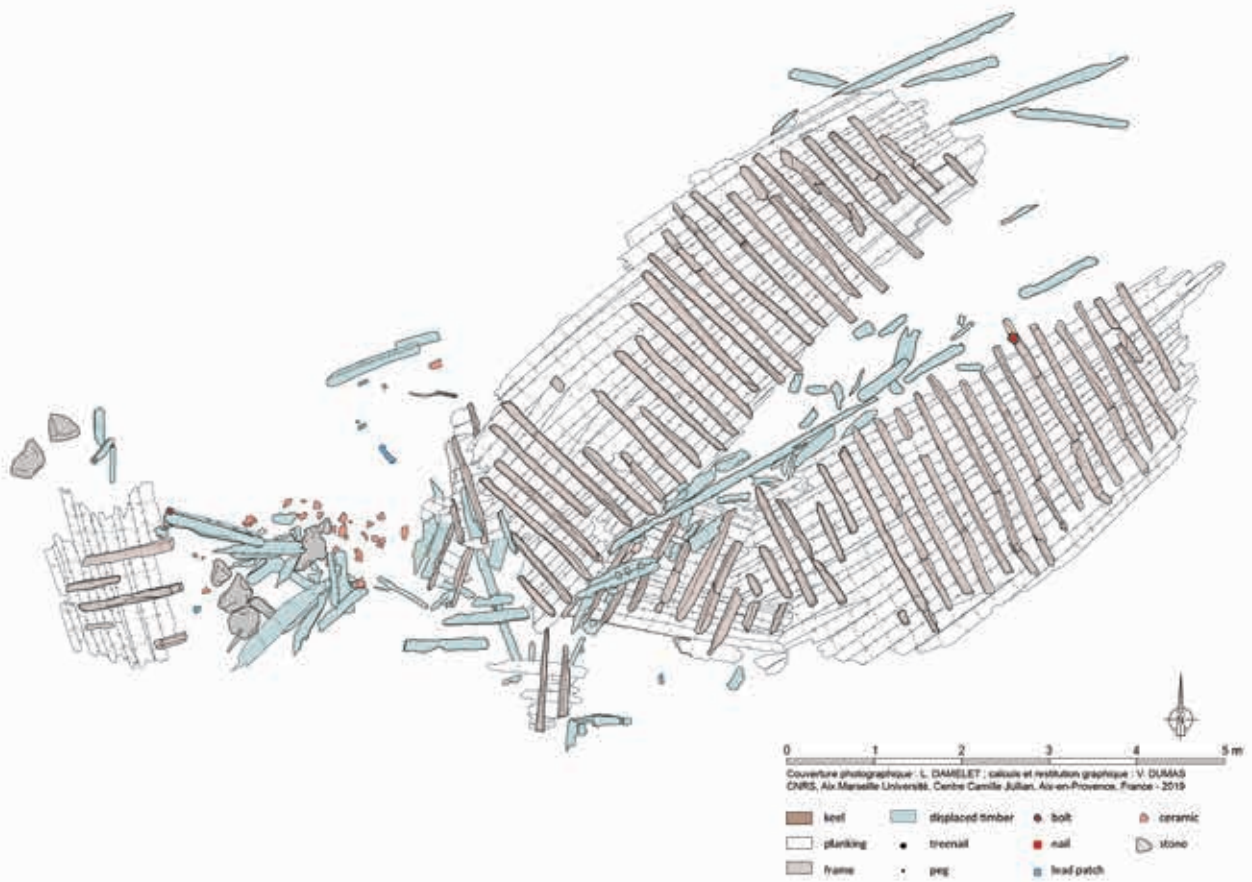 N
0 1 2 3 4 5 m
Couverture photographique : L. DAMELET ; calculs et restitution graphique : V. DUMAS
CNRS, Aix Marseille Université, Centre Camille Jullian, Aix-en-Provence, France - 2019
keel displaced timber bolt ceramic
planking treenail nail stone
frame peg lead patch